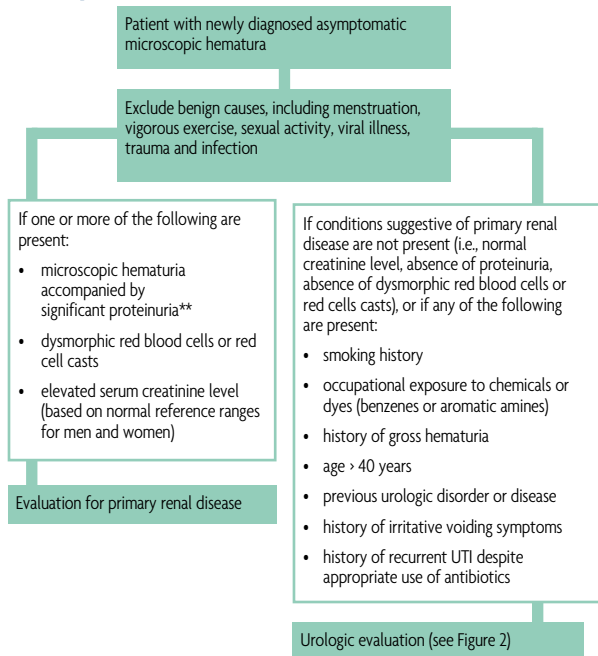 Patient with newly diagnosed asymptomatic
microscopic hematura
Exclude benign causes, including menstruation,
vigorous exercise, sexual activity, viral illness,
trauma and infection
If one or more of the following are
present:
• microscopic hematuria
accompanied by
significant proteinuria**
• dysmorphic red blood cells or red
cell casts
• elevated serum creatinine level
(based on normal reference ranges
for men and women)
Evaluation for primary renal disease
If conditions suggestive of primary renal
disease are not present (i.e., normal
creatinine level, absence of proteinuria,
absence of dysmorphic red blood cells or
red cells casts), or if any of the following
are present:
• smoking history
• occupational exposure to chemicals or
dyes (benzenes or aromatic amines)
• history of gross hematuria
• age > 40 years
• previous urologic disorder or disease
• history of irritative voiding symptoms
• history of recurrent UTI despite
appropriate use of antibiotics
Urologic evaluation (see Figure 2)